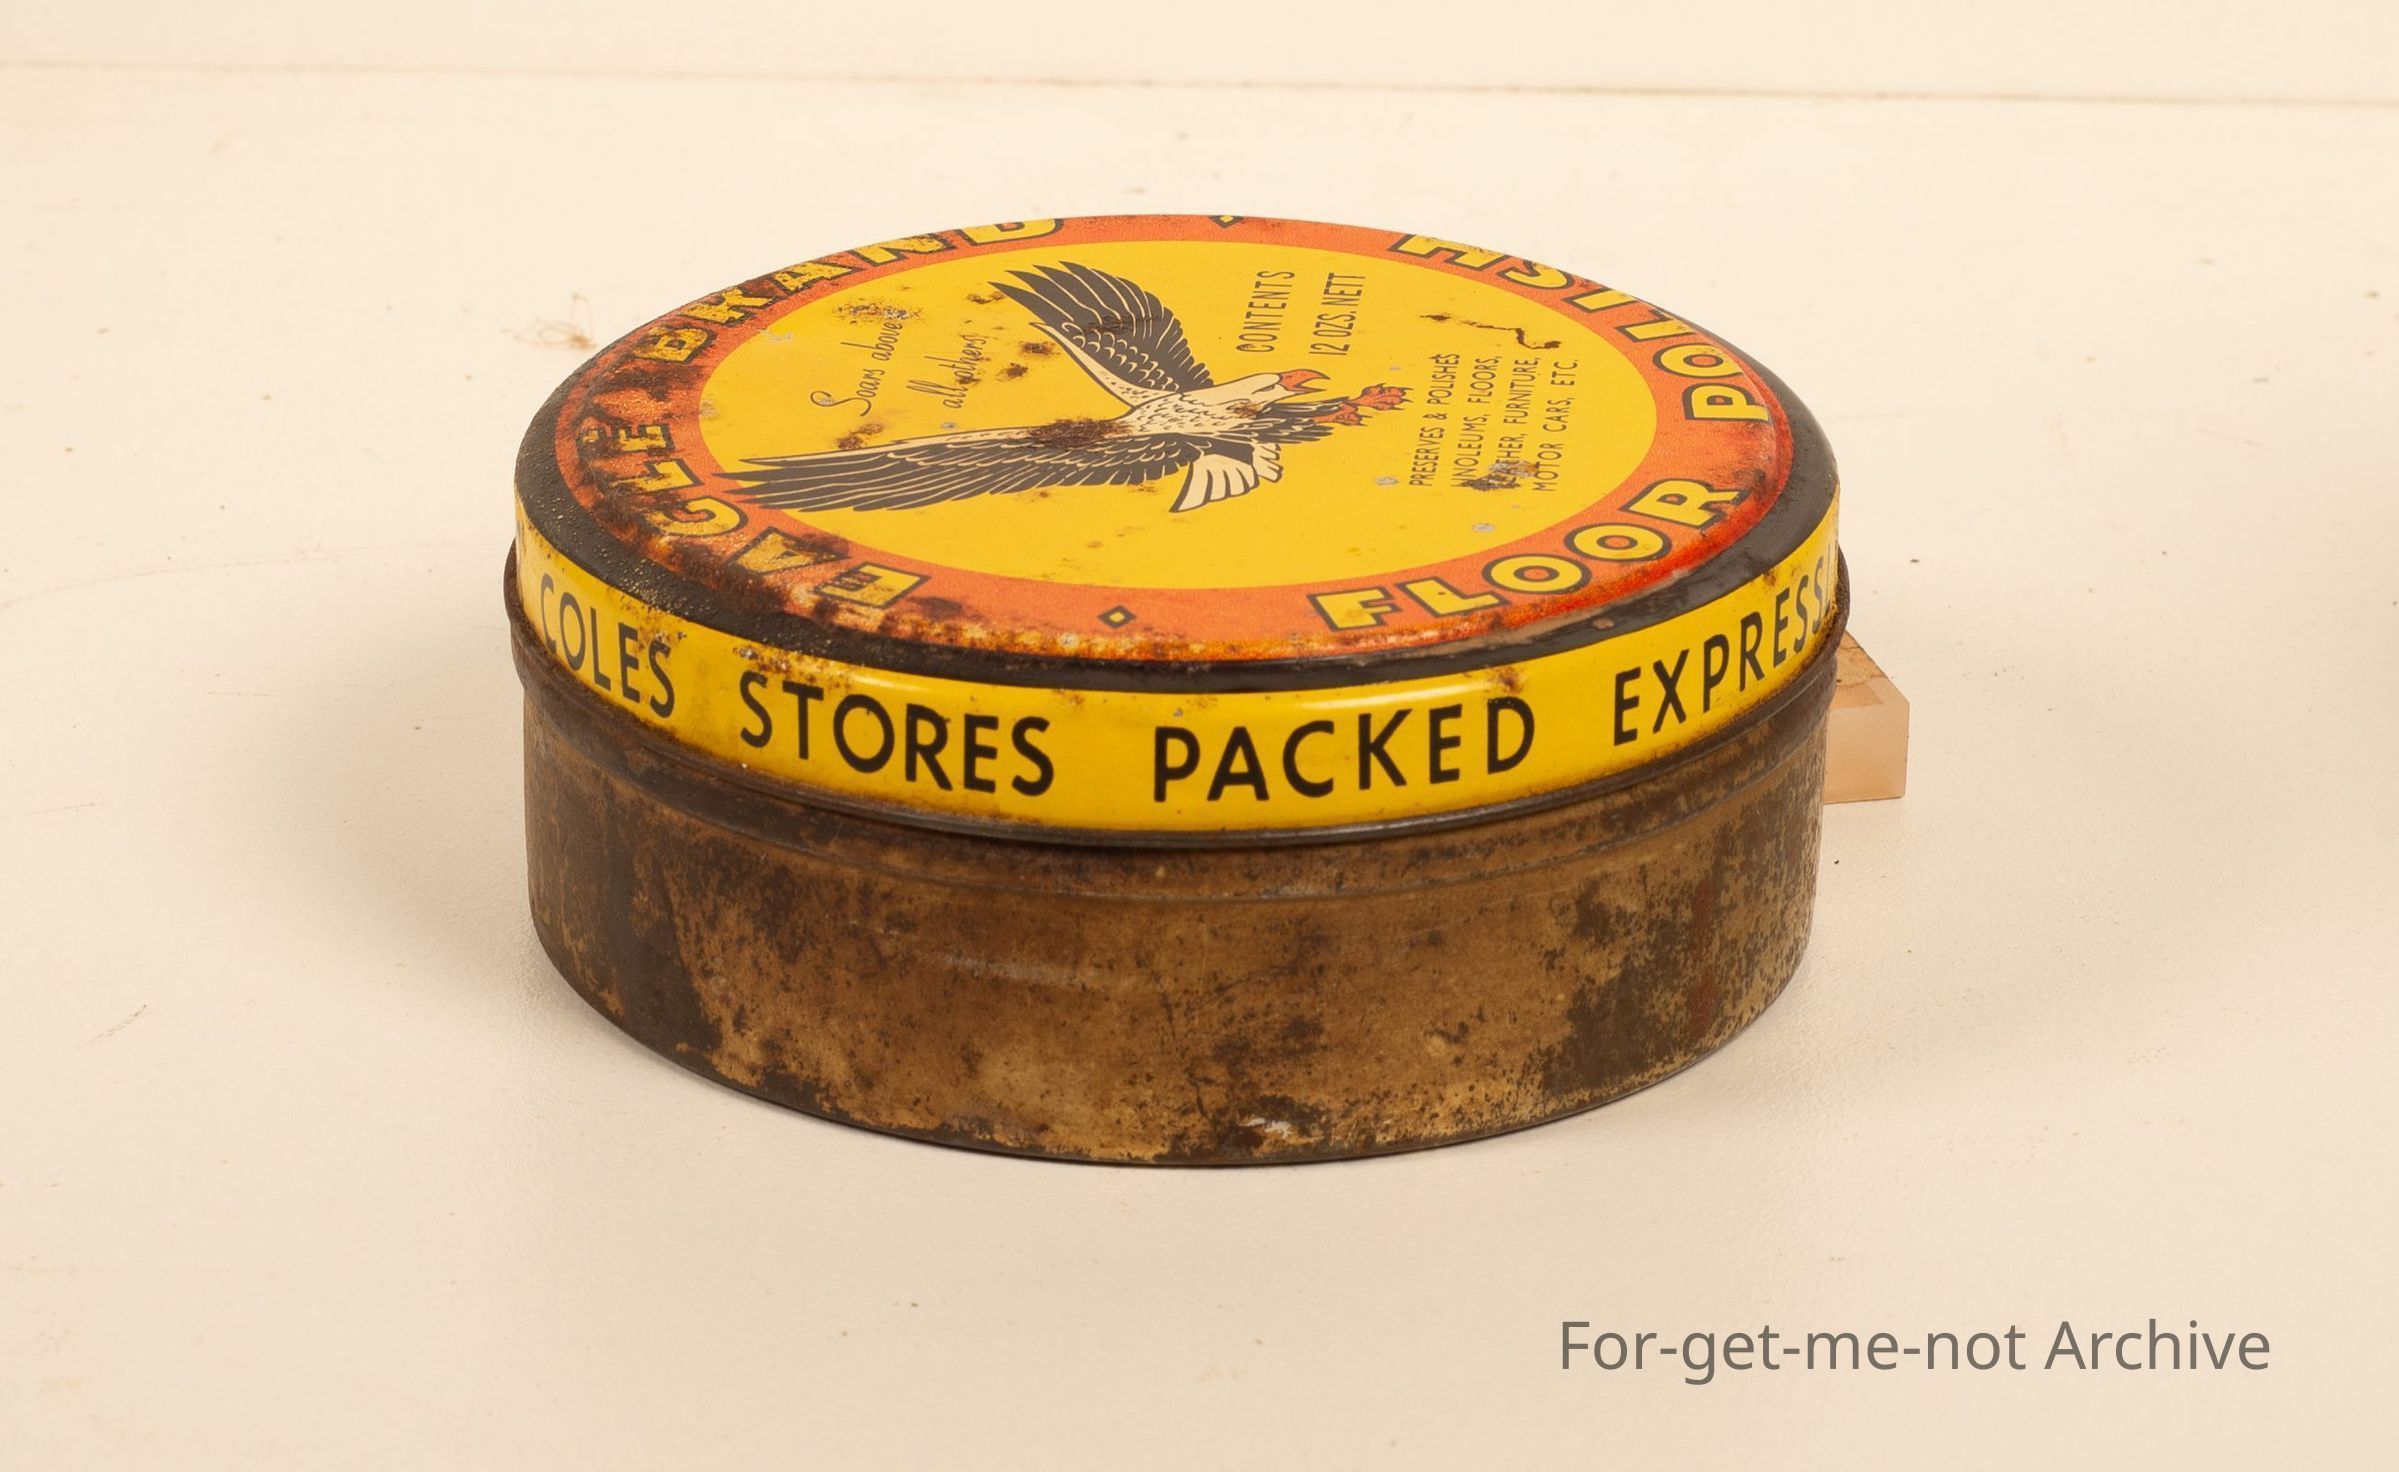 EAGLE BRAND · FLOOR POLISH ·
Soars above
all others,
CONTENTS
12 OZS. NETT
PRESERVES & POLISHES
LINOLEUMS, FLOORS,
LEATHER, FURNITURE,
MOTOR CARS, ETC.
COLES STORES PACKED
For-get-me-not Archive